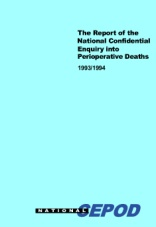 The Report of the
National Confidential
Enquiry into
Perioperative Deaths
1993/1994
NATIONAL
CEPOD